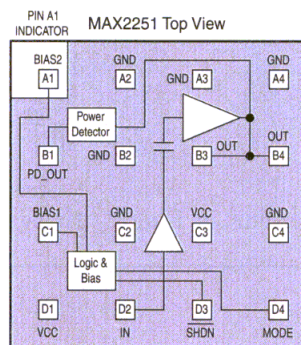 PIN A1
INDICATOR
MAX2251 Top View
BIAS2
GND
GND
GND
A1
A2
A3
A4
Power
Detector
OUT
OUT
B1
GND
B2
B3
B4
PD_OUT
BIAS1
GND
VCC
GND
C1
C2
C3
C4
Logic &
Bias
D1
D2
D3
D4
VCC
IN
SHDN
MODE